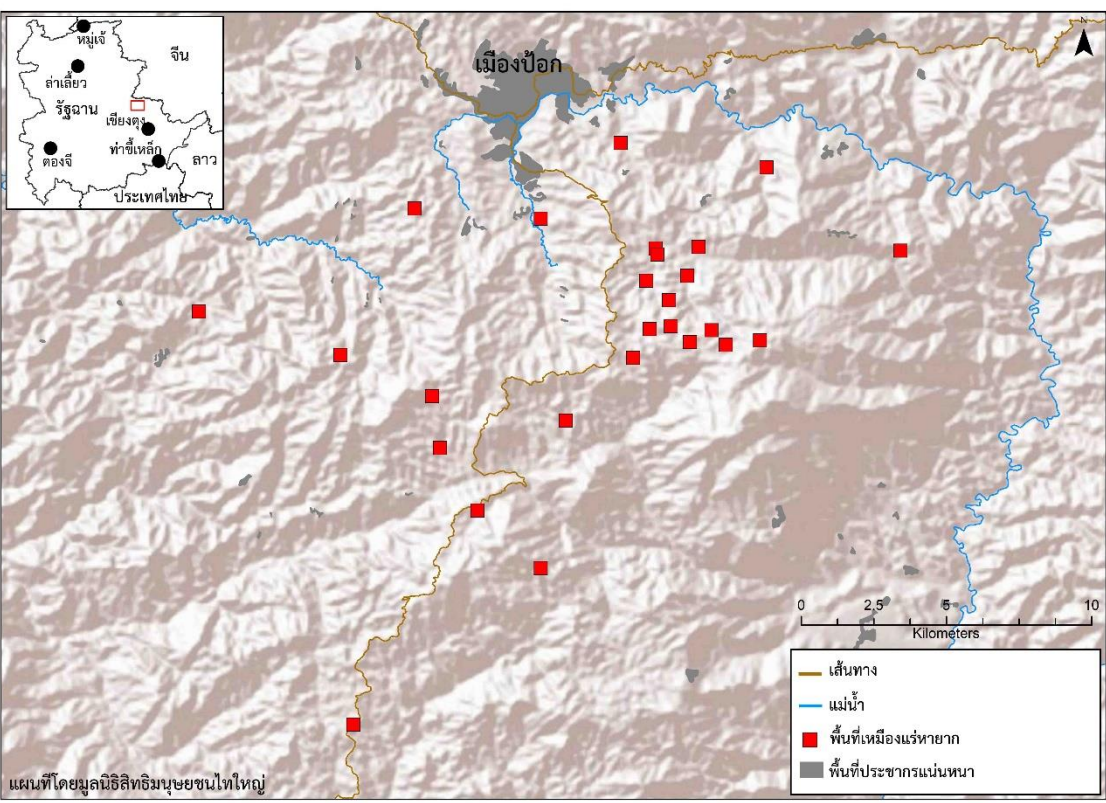 หมู่เจ้
จีน
ล่าเลี้ยว
รัฐฉาน
เชียงตุง
ท่าขี้เหล็ก
ลาว
ตองจี
ประเทศไทย
เมืองป้อก
N
0 2.5 5 10
Kilometers
เส้นทาง
แม่น้ำ
พื้นที่เหมืองแร่หายาก
พื้นที่ประชากรแน่นหนา
แผนที่โดยมูลนิธิสิทธิมนุษยชนไทใหญ่